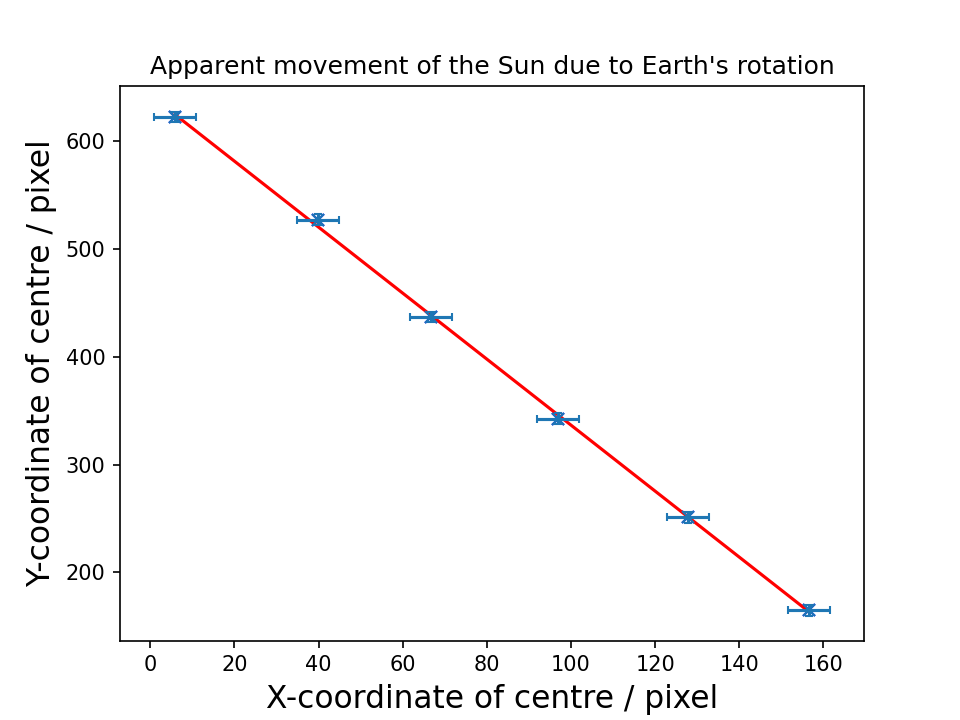 Apparent movement of the Sun due to Earth's rotation
Y-coordinate of centre / pixel
600
500
400
300
200
0 20 40 60 80 100 120 140 160
X-coordinate of centre / pixel